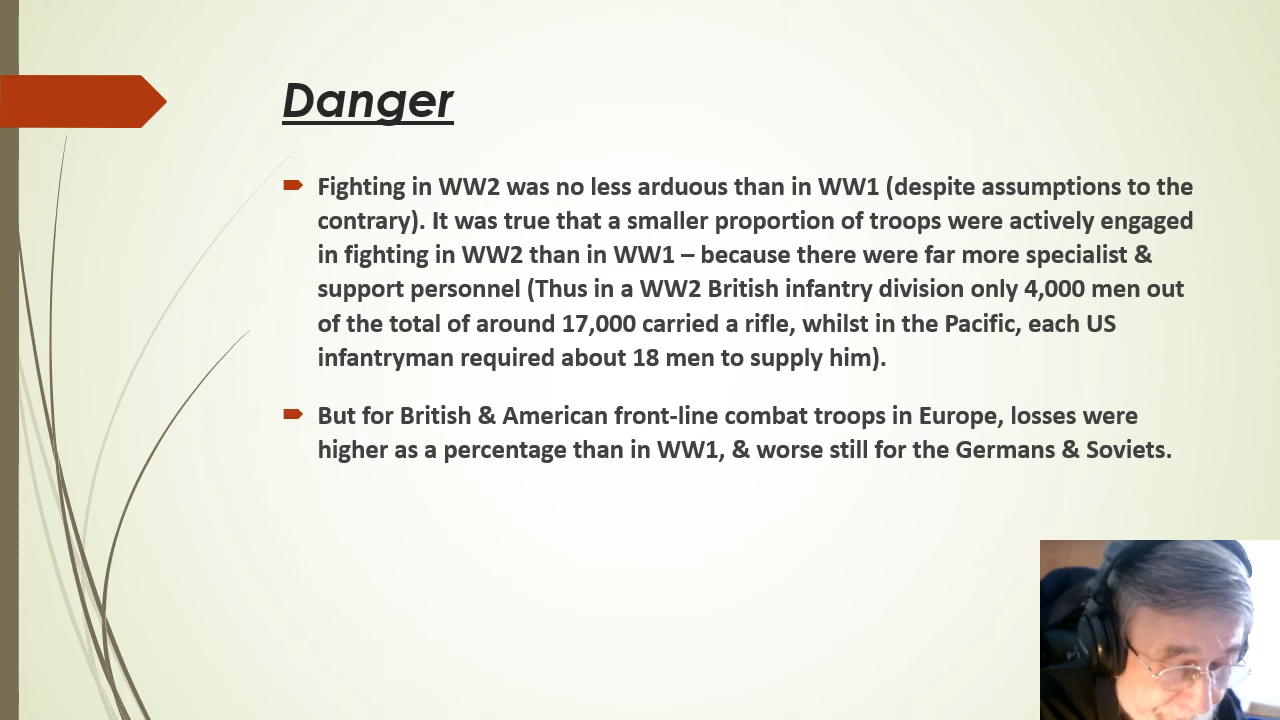 Danger
Fighting in WW2 was no less arduous than in WW1 (despite assumptions to the
contrary). It was true that a smaller proportion of troops were actively engaged
in fighting in WW2 than in WW1 – because there were far more specialist &
support personnel (Thus in a WW2 British infantry division only 4,000 men out
of the total of around 17,000 carried a rifle, whilst in the Pacific, each US
infantryman required about 18 men to supply him).
But for British & American front-line combat troops in Europe, losses were
higher as a percentage than in WW1, & worse still for the Germans & Soviets.